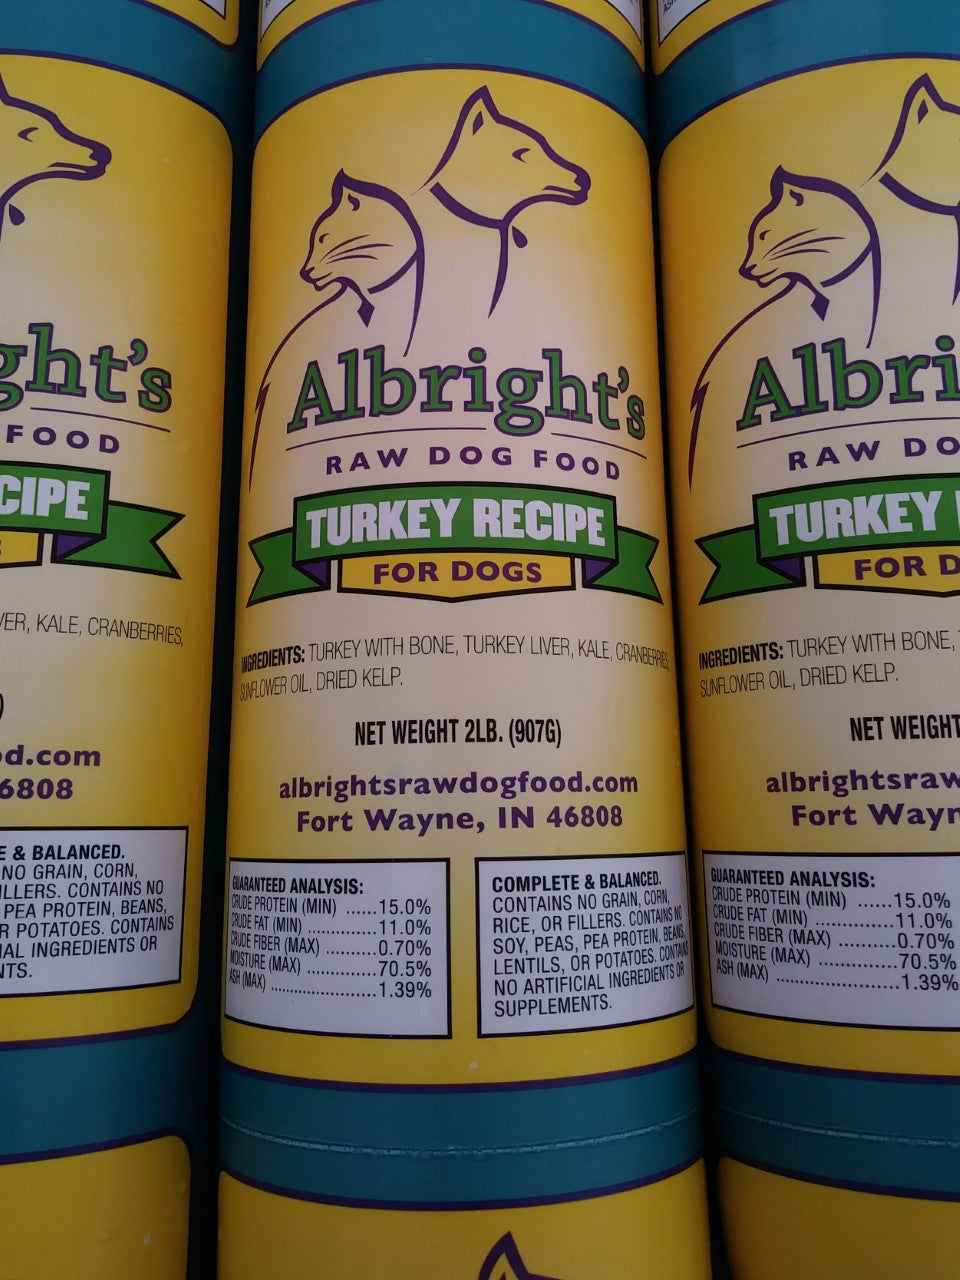 ght's
FOOD
CIPE
VER, KALE, CRANBERRIES,
)
d.com
6808
E & BALANCED.
NO GRAIN, CORN,
ILLERS. CONTAINS NO
PEA PROTEIN, BEANS,
R POTATOES. CONTAINS
IAL INGREDIENTS OR
NTS.
Albright's
RAW DOG FOOD
TURKEY RECIPE
FOR DOGS
INGREDIENTS: TURKEY WITH BONE, TURKEY LIVER, KALE, CRANBERRIES,
SUNFLOWER OIL, DRIED KELP.
NET WEIGHT 2LB. (907G)
albrightsrawdogfood.com
Fort Wayne, IN 46808
GUARANTEED ANALYSIS:
CRUDE PROTEIN (MIN) ......15.0%
CRUDE FAT (MIN) ..............11.0%
CRUDE FIBER (MAX) ..........0.70%
MOISTURE (MAX) .............70.5%
ASH (MAX) .....................1.39%
COMPLETE & BALANCED.
CONTAINS NO GRAIN, CORN,
RICE, OR FILLERS. CONTAINS NO
SOY, PEAS, PEA PROTEIN, BEANS,
LENTILS, OR POTATOES. CONTAINS
NO ARTIFICIAL INGREDIENTS OR
SUPPLEMENTS.
Albri
RAW DO
TURKEY
FOR D
INGREDIENTS: TURKEY WITH BONE,
SUNFLOWER OIL, DRIED KELP.
NET WEIGHT
albrightsraw
Fort Wayn
GUARANTEED ANALYSIS:
CRUDE PROTEIN (MIN) ......15.0%
CRUDE FAT (MIN) ..............11.0%
CRUDE FIBER (MAX) ..........0.70%
MOISTURE (MAX) .............70.5%
ASH (MAX) .....................1.39%